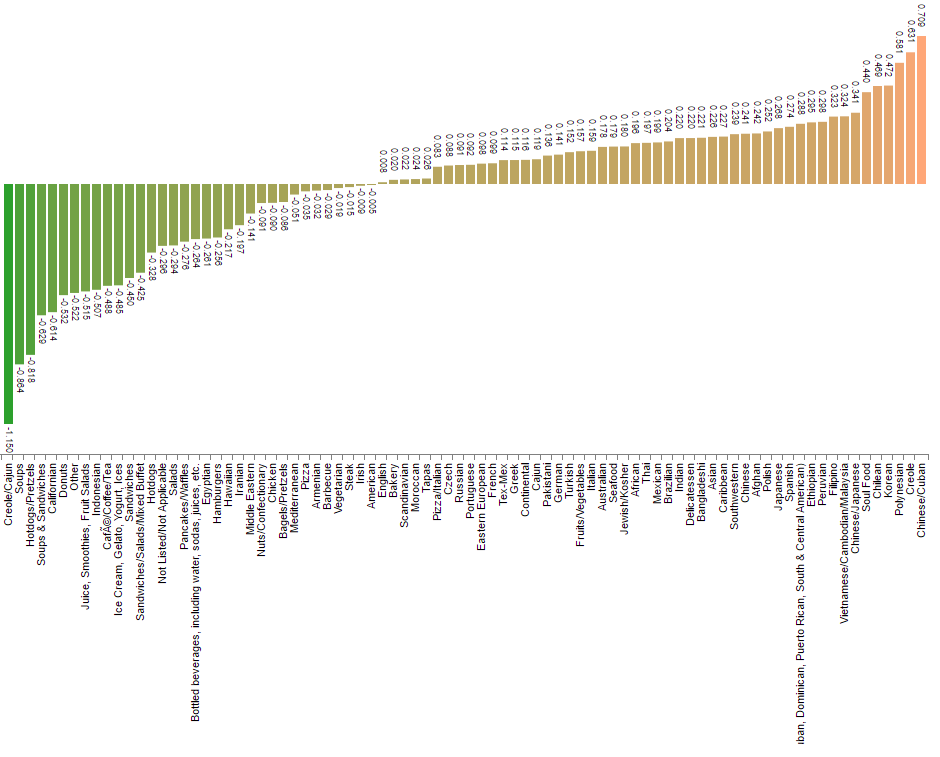 -1.150
-0.864
-0.818
-0.629
-0.614
-0.532
-0.522
-0.515
-0.507
-0.488
-0.485
-0.450
-0.425
-0.328
-0.296
-0.294
-0.276
-0.264
-0.261
-0.256
-0.217
-0.197
-0.141
-0.091
-0.090
-0.086
-0.051
-0.035
-0.032
-0.029
-0.019
-0.015
-0.009
-0.005
0.008
0.020
0.022
0.024
0.026
0.083
0.088
0.091
0.092
0.098
0.099
0.114
0.115
0.116
0.119
0.136
0.141
0.152
0.157
0.159
0.178
0.179
0.180
0.196
0.197
0.199
0.204
0.220
0.220
0.221
0.226
0.227
0.239
0.241
0.242
0.252
0.268
0.274
0.288
0.295
0.298
0.323
0.324
0.341
0.440
0.469
0.472
0.581
0.631
0.709
Creole/Cajun
Soups
Hotdogs/Pretzels
Soups & Sandwiches
Californian
Donuts
Other
Juice, Smoothies, Fruit Salads
Indonesian
CafÃ©/Coffee/Tea
Ice Cream, Gelato, Yogurt, Ices
Sandwiches
Sandwiches/Salads/Mixed Buffet
Hotdogs
Not Listed/Not Applicable
Salads
Pancakes/Waffles
Bottled beverages, including water, sodas, juices, etc.
Egyptian
Hamburgers
Hawaiian
Iranian
Middle Eastern
Nuts/Confectionary
Chicken
Bagels/Pretzels
Mediterranean
Pizza
Armenian
Barbecue
Vegetarian
Steak
Irish
American
English
Bakery
Scandinavian
Moroccan
Tapas
Pizza/Italian
Czech
Russian
Portuguese
Eastern European
French
Tex-Mex
Greek
Continental
Cajun
Pakistani
German
Turkish
Fruits/Vegetables
Italian
Australian
Seafood
Jewish/Kosher
African
Thai
Mexican
Brazilian
Indian
Delicatessen
Bangladeshi
Asian
Caribbean
Southwestern
Chinese
Afghan
Polish
Japanese
Spanish
uban, Dominican, Puerto Rican, South & Central American)
Ethiopian
Peruvian
Filipino
Vietnamese/Cambodian/Malaysia
Chinese/Japanese
Soul Food
Chilean
Korean
Polynesian
Creole
Chinese/Cuban